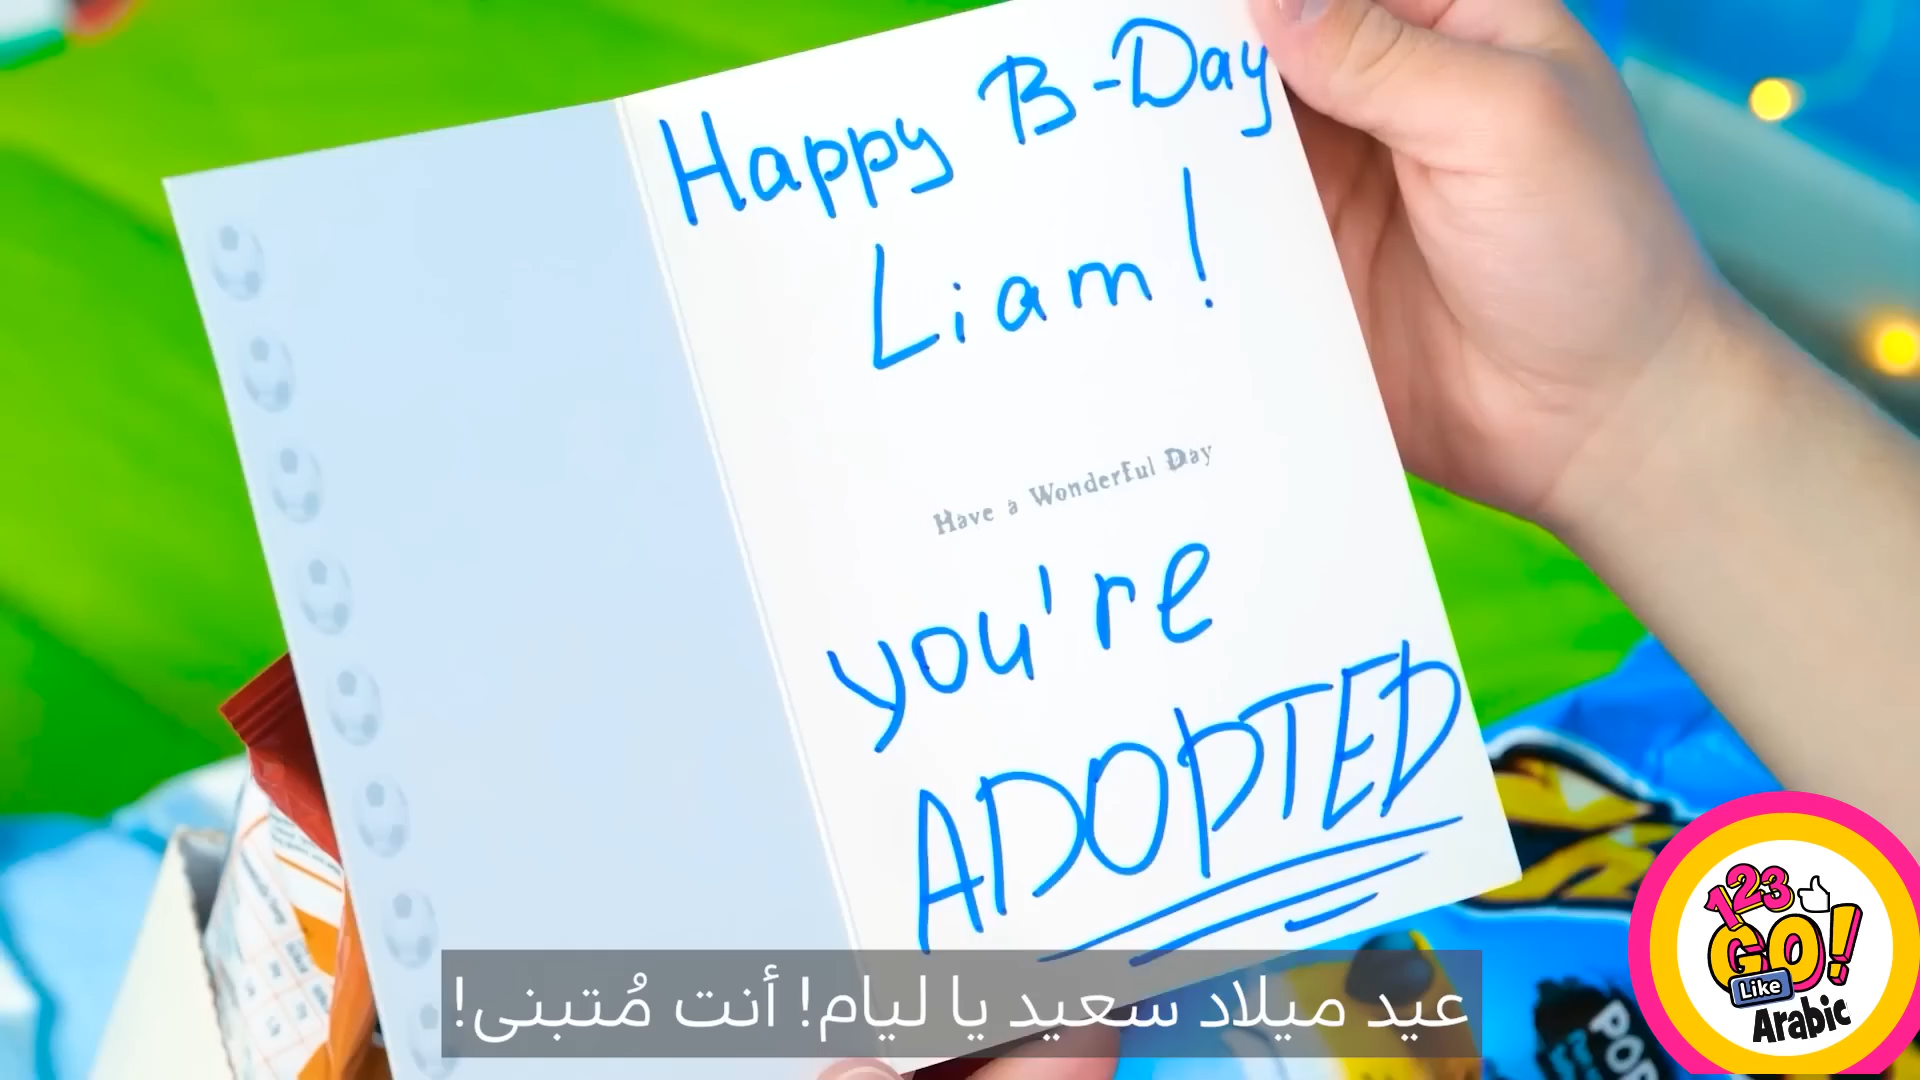 Happy B-Day
Liam!
Have a Wonderful Day
you're
ADOPTED
عيد ميلاد سعيد يا ليام! أنت مُتبنى!
123
GO!
Like
Arabic
POP